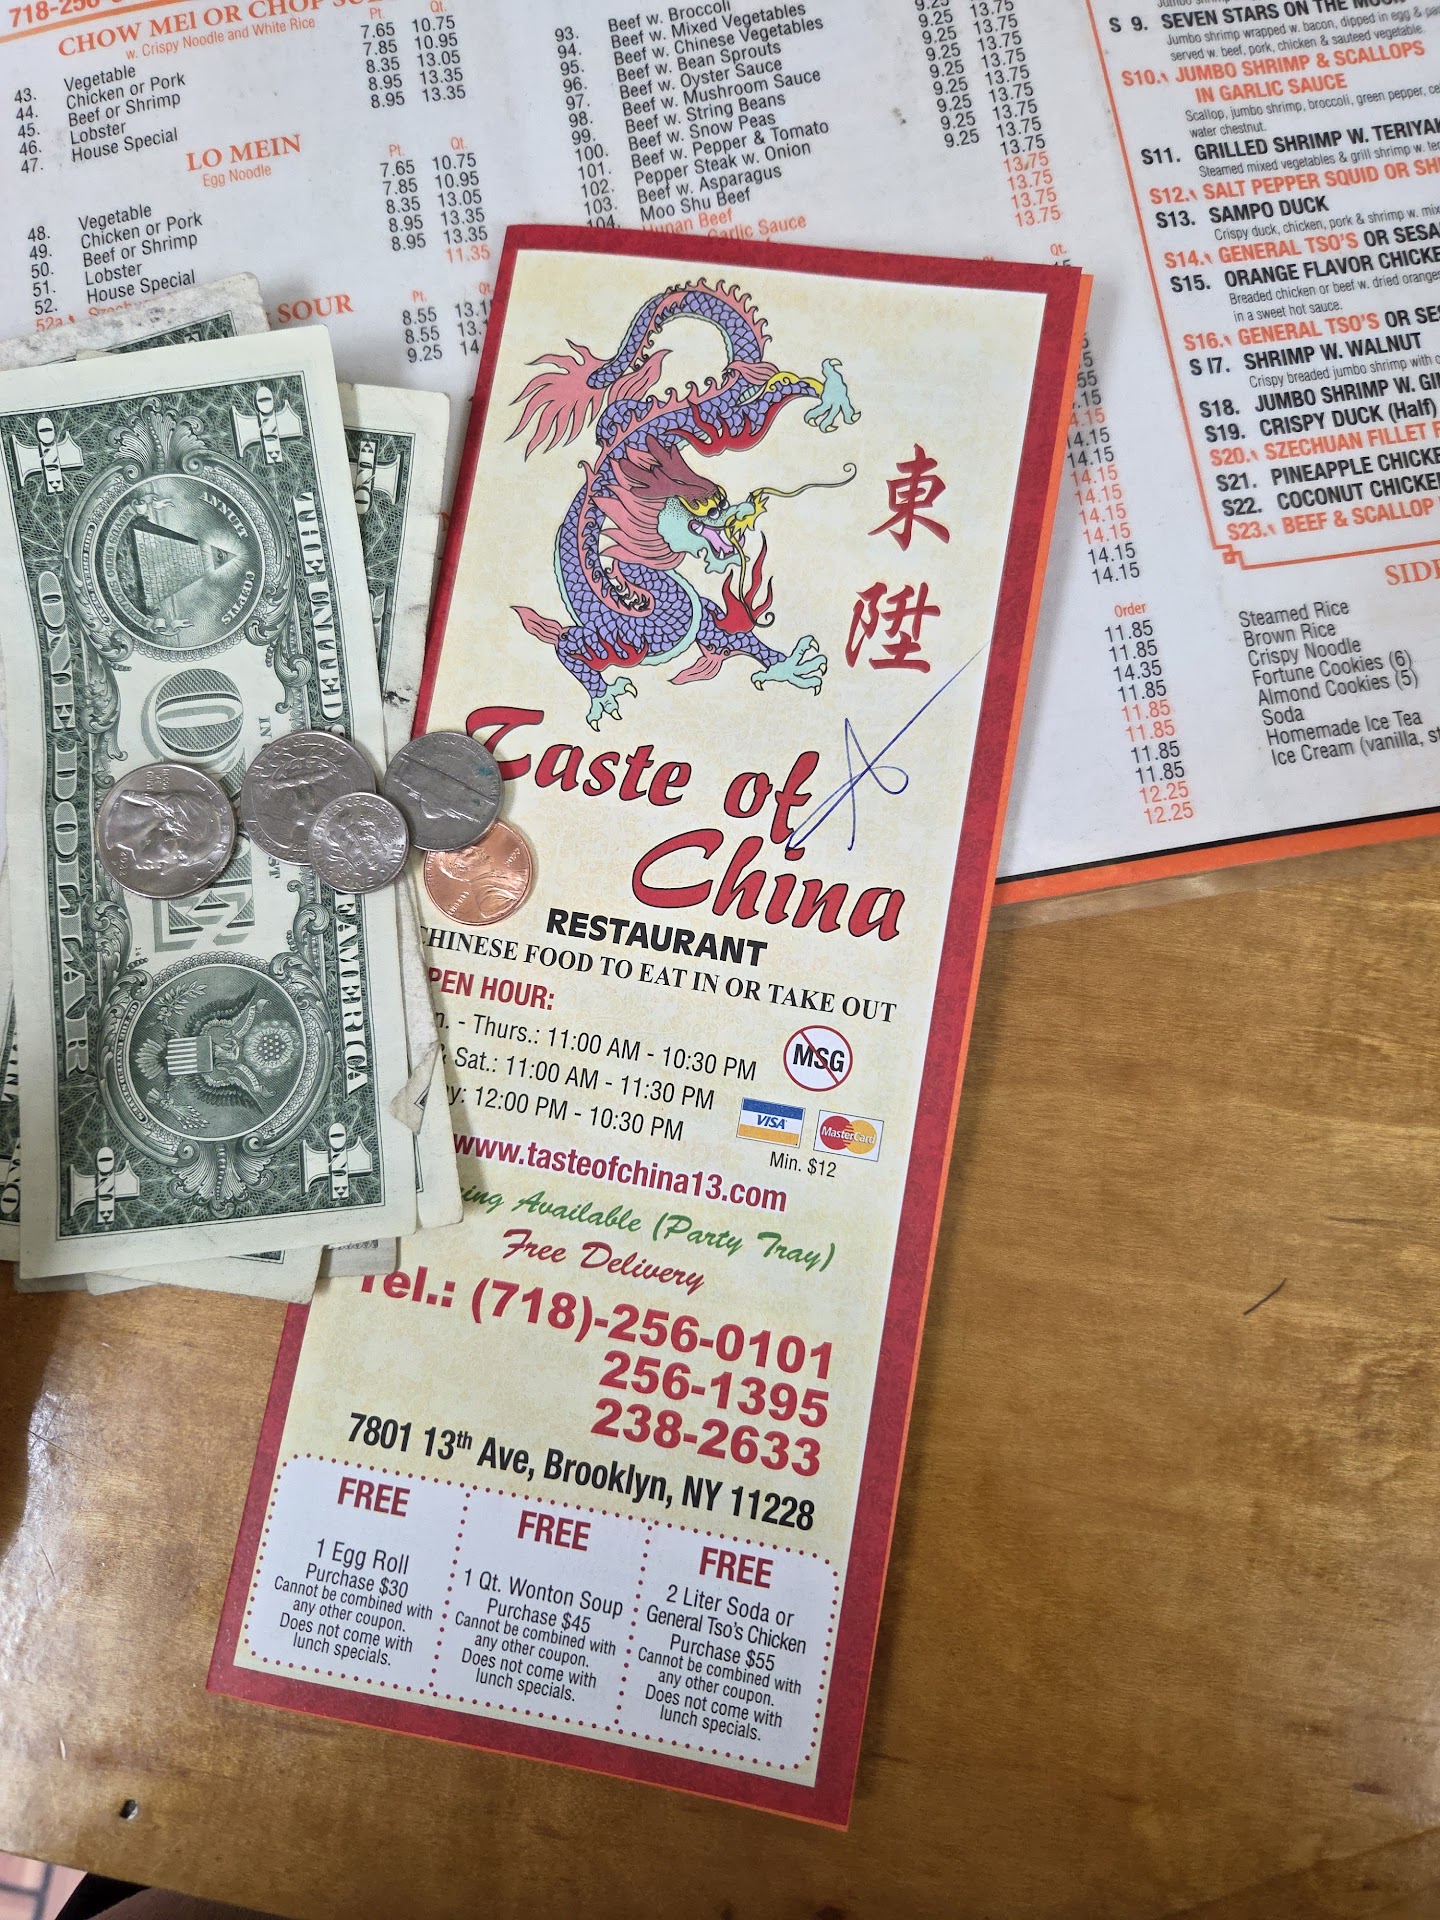 CHOW MEI OR CHOP
w. Crispy Noodle and White Rice
Pt. Qt.
43. Vegetable 7.65 10.75
44. Chicken or Pork 7.85 10.95
45. Beef or Shrimp 8.35 13.05
46. Lobster 8.95 13.35
47. House Special 8.95 13.35
LO MEIN
Egg Noodle
Pt. Qt.
48. Vegetable 7.65 10.75
49. Chicken or Pork 7.85 10.95
50. Beef or Shrimp 8.35 13.05
51. Lobster 8.95 13.35
52. House Special 8.95 13.35
52a. 11.35
SOUR
Pt. Qt.
8.55
8.55
9.25
93. Beef w. Broccoli
94. Beef w. Mixed Vegetables
95. Beef w. Chinese Vegetables
96. Beef w. Bean Sprouts
97. Beef w. Oyster Sauce
98. Beef w. Mushroom Sauce
99. Beef w. String Beans
100. Beef w. Snow Peas
101. Beef w. Pepper & Tomato
102. Pepper Steak w. Onion
103. Beef w. Asparagus
104. Moo Shu Beef
Hunan Beef
Garlic Sauce
9.25 13.75
9.25 13.75
9.25 13.75
9.25 13.75
9.25 13.75
9.25 13.75
9.25 13.75
13.75
13.75
13.75
13.75
Qt.
14.15
14.15
14.15
14.15
14.15
14.15
14.15
14.15
Order
11.85
11.85
14.35
11.85
11.85
11.85
11.85
11.85
12.25
12.25
S 9. SEVEN STARS ON THE
Jumbo shrimp wrapped w. bacon, dipped in egg &
served w. beef, pork, chicken & sauteed vegetable.
S10. JUMBO SHRIMP & SCALLOPS
IN GARLIC SAUCE
Scallop, jumbo shrimp, broccoli, green pepper,
water chestnut.
S11. GRILLED SHRIMP W.
Steamed mixed vegetables & grill shrimp w.
S12. SALT PEPPER SQUID OR
S13. SAMPO DUCK
Crispy duck, chicken, pork & shrimp w.
S14. GENERAL TSO'S OR
S15. ORANGE FLAVOR
Breaded chicken or beef w. dried
in a sweet hot sauce.
S16. GENERAL TSO'S OR
S 17. SHRIMP W. WALNUT
Crispy breaded jumbo shrimp with
S18. JUMBO SHRIMP W.
S19. CRISPY DUCK (Half)
S20. SZECHUAN FILLET
S21. PINEAPPLE
S22. COCONUT
S23. BEEF & SCALLOP
Steamed Rice
Brown Rice
Crispy Noodle
Fortune Cookies (6)
Almond Cookies (5)
Soda
Homemade Ice Tea
Ice Cream (vanilla,
THE UNITED STATES OF AMERICA
ANNUIT COEPTIS
ONE
ONE DOLLAR
東
陞
Taste of
China
RESTAURANT
CHINESE FOOD TO EAT IN OR TAKE OUT
OPEN HOUR:
- Thurs.: 11:00 AM - 10:30 PM
& Sat.: 11:00 AM - 11:30 PM
12:00 PM - 10:30 PM
MSG
VISA
MasterCard
Min. $12
www.tasteofchina13.com
Available (Party Tray)
Free Delivery
Tel.: (718)-256-0101
256-1395
238-2633
7801 13th Ave, Brooklyn, NY 11228
FREE
1 Egg Roll
Purchase $30
Cannot be combined with
any other coupon.
Does not come with
lunch specials.
FREE
1 Qt. Wonton Soup
Purchase $45
Cannot be combined with
any other coupon.
Does not come with
lunch specials.
FREE
2 Liter Soda or
General Tso's Chicken
Purchase $55
Cannot be combined with
any other coupon.
Does not come with
lunch specials.